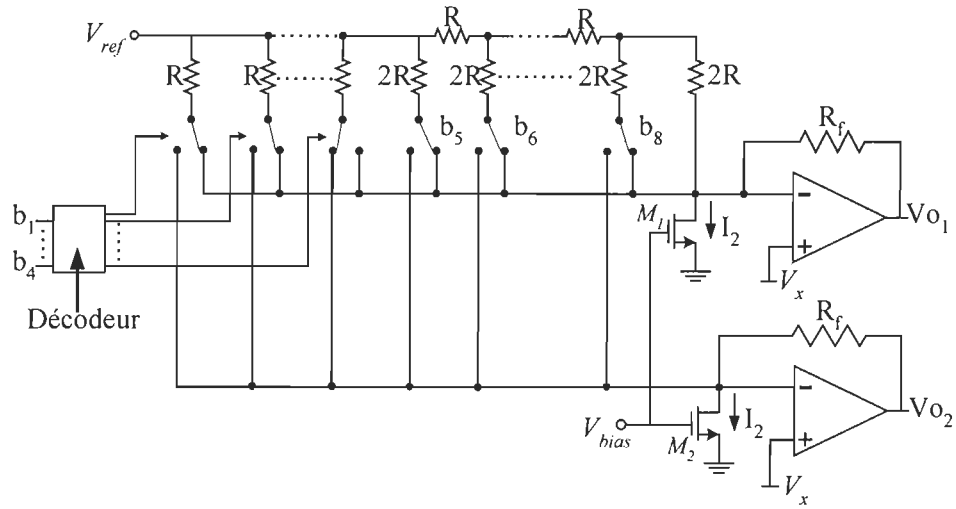 V_ref
R
R
R
R
2R
2R
2R
2R
b_5
b_6
b_8
R_f
b_1
b_4
Décodeur
M_1
I_2
V_x
Vo_1
R_f
V_bias
M_2
I_2
V_x
Vo_2